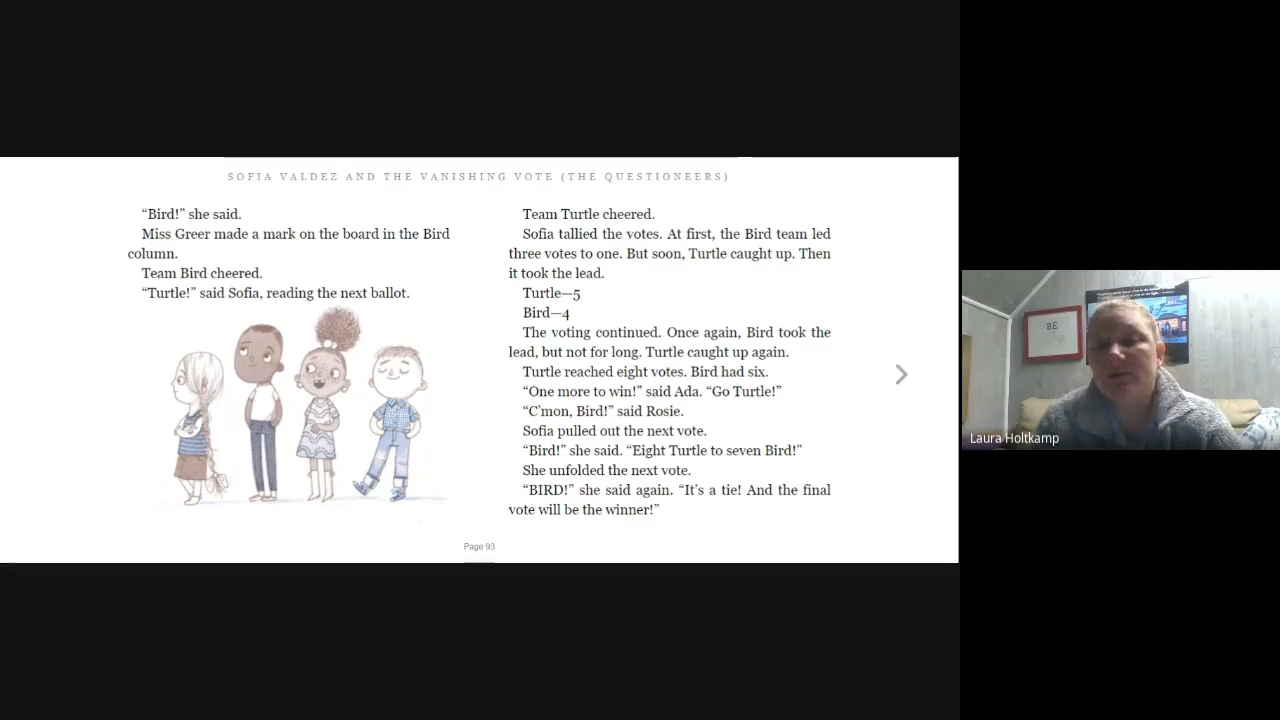 SOFIA VALDEZ AND THE VANISHING VOTE (THE QUESTIONEERS)
“Bird!” she said.
Miss Greer made a mark on the board in the Bird
column.
Team Bird cheered.
“Turtle!” said Sofia, reading the next ballot.
Team Turtle cheered.
Sofia tallied the votes. At first, the Bird team led
three votes to one. But soon, Turtle caught up. Then
it took the lead.
Turtle—5
Bird—4
The voting continued. Once again, Bird took the
lead, but not for long. Turtle caught up again.
Turtle reached eight votes. Bird had six.
“One more to win!” said Ada. “Go Turtle!”
“C’mon, Bird!” said Rosie.
Sofia pulled out the next vote.
“Bird!” she said. “Eight Turtle to seven Bird!”
She unfolded the next vote.
“BIRD!” she said again. “It’s a tie! And the final
vote will be the winner!”
Page 93
BE
Laura Holtkamp